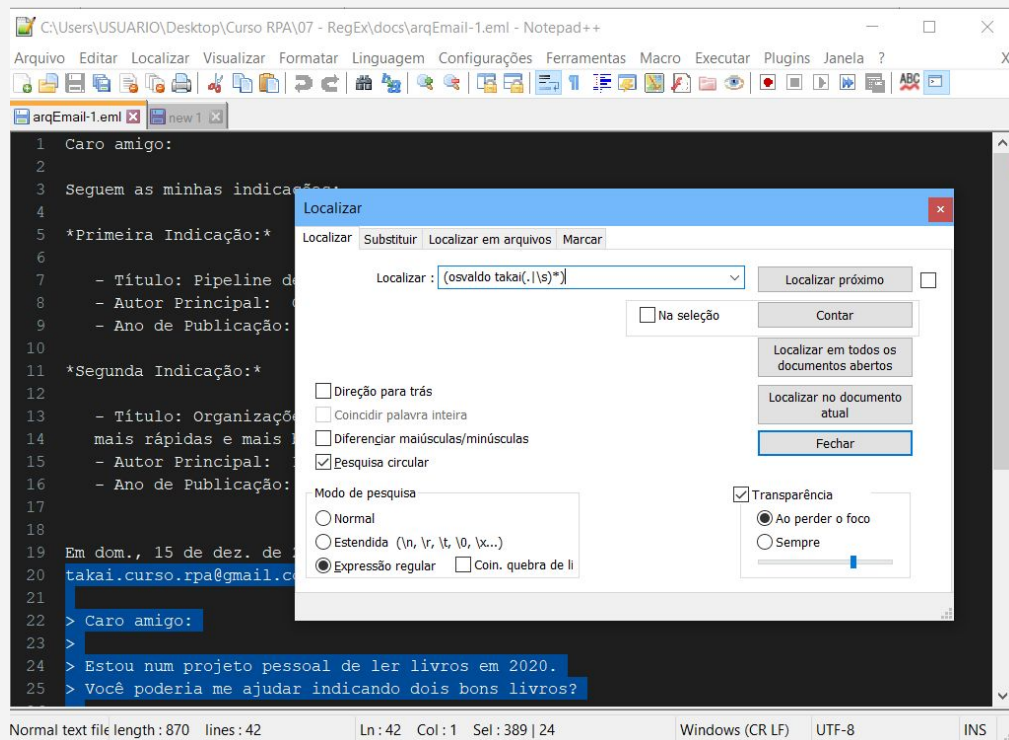 C:\Users\USUARIO\Desktop\Curso RPA\07 - RegEx\docs\arqEmail-1.eml - Notepad++
Arquivo Editar Localizar Visualizar Formatar Linguagem Configurações Ferramentas Macro Executar Plugins Janela ? X
arqEmail-1.eml new 1
1 Caro amigo:
2
3 Seguem as minhas indicações:
4
5 *Primeira Indicação:*
6
7 - Título: Pipeline de
8 - Autor Principal:
9 - Ano de Publicação:
10
11 *Segunda Indicação:*
12
13 - Título: Organizaçõe
14 mais rápidas e mais
15 - Autor Principal:
16 - Ano de Publicação:
17
18
19 Em dom., 15 de dez. de 2
20 takai.curso.rpa@gmail.co
21
22 > Caro amigo:
23 >
24 > Estou num projeto pessoal de ler livros em 2020.
25 > Você poderia me ajudar indicando dois bons livros?
Localizar
Localizar Substituir Localizar em arquivos Marcar
Localizar : (osvaldo takai(.|\s)*)
Localizar próximo
Na seleção
Contar
Localizar em todos os
documentos abertos
Localizar no documento
atual
Fechar
Direção para trás
Coincidir palavra inteira
Diferenciar maiúsculas/minúsculas
Pesquisa circular
Modo de pesquisa
Normal
Estendida (\n, \r, \t, \0, \x...)
Expressão regular Coin. quebra de li
Transparência
Ao perder o foco
Sempre
Normal text file length : 870 lines : 42 Ln : 42 Col : 1 Sel : 389 | 24 Windows (CR LF) UTF-8 INS